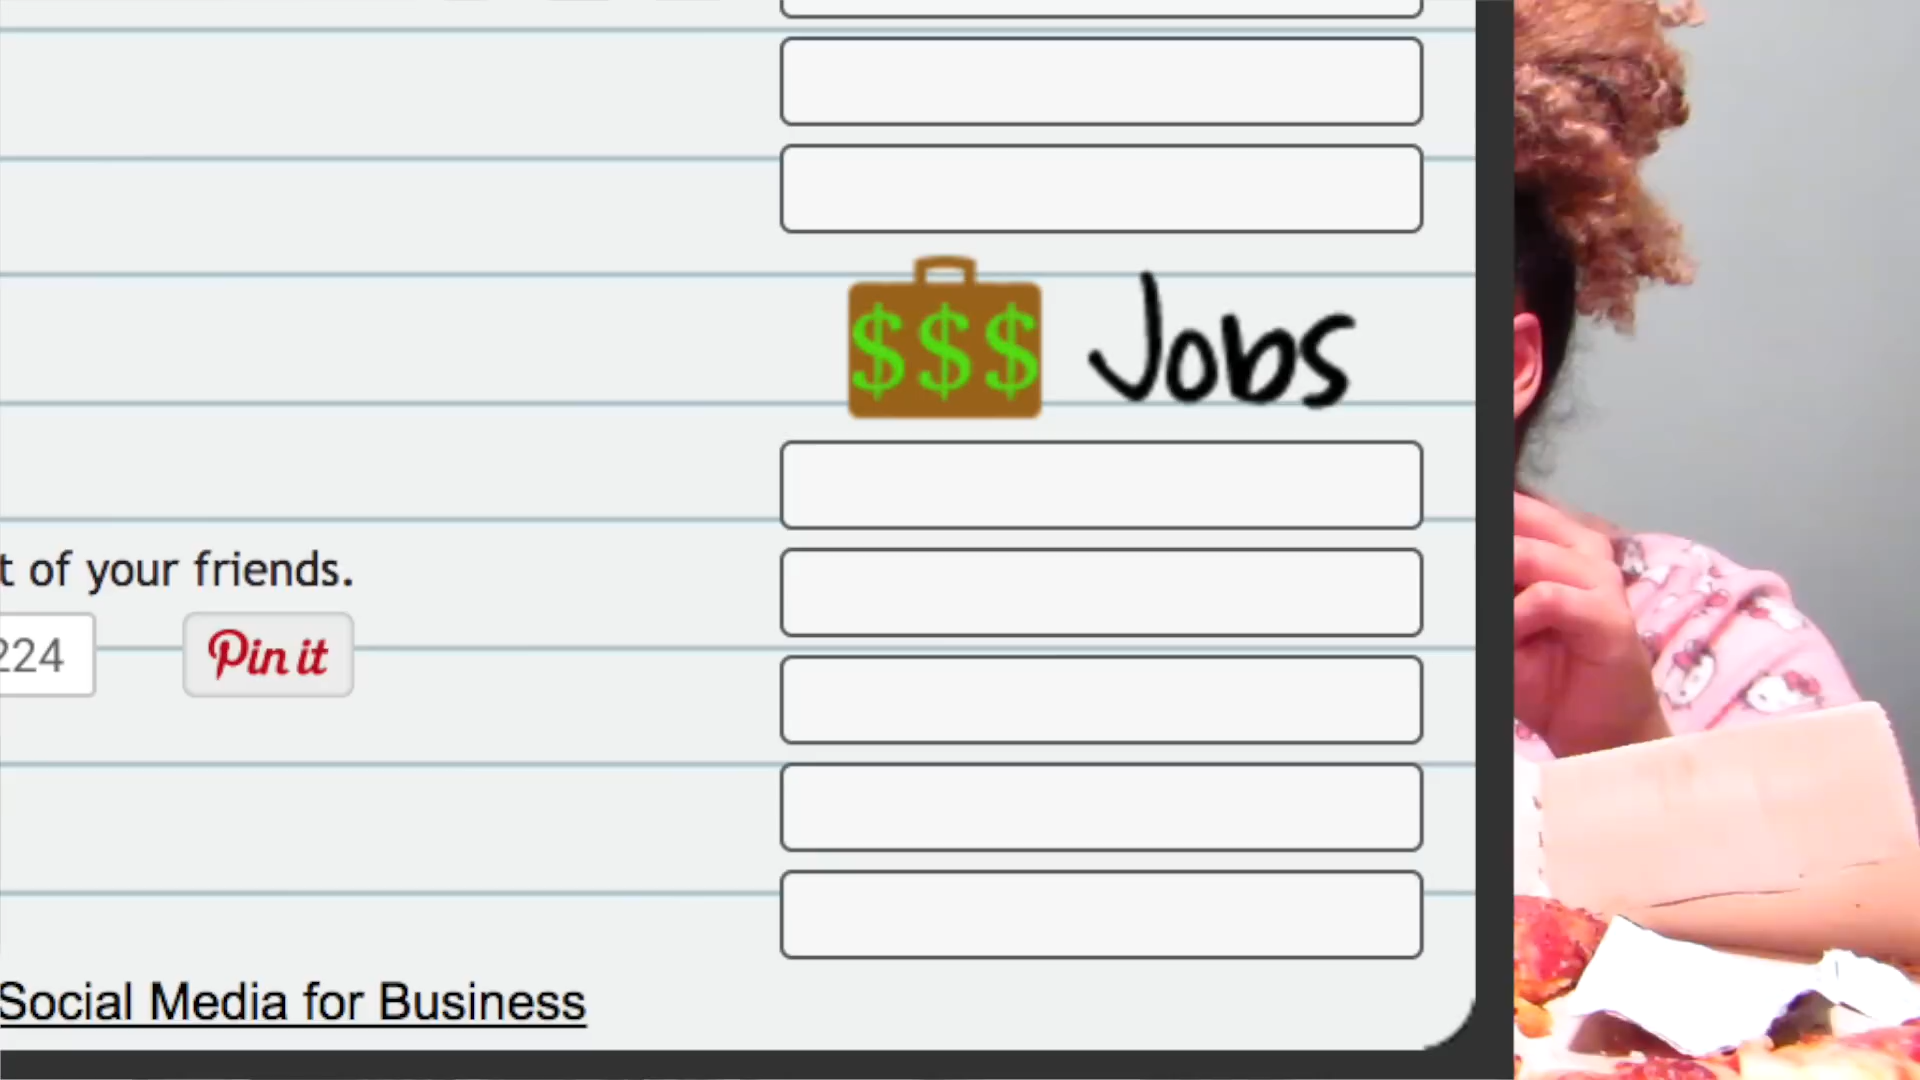 $$$ Jobs
t of your friends.
224 Pin it
Social Media for Business